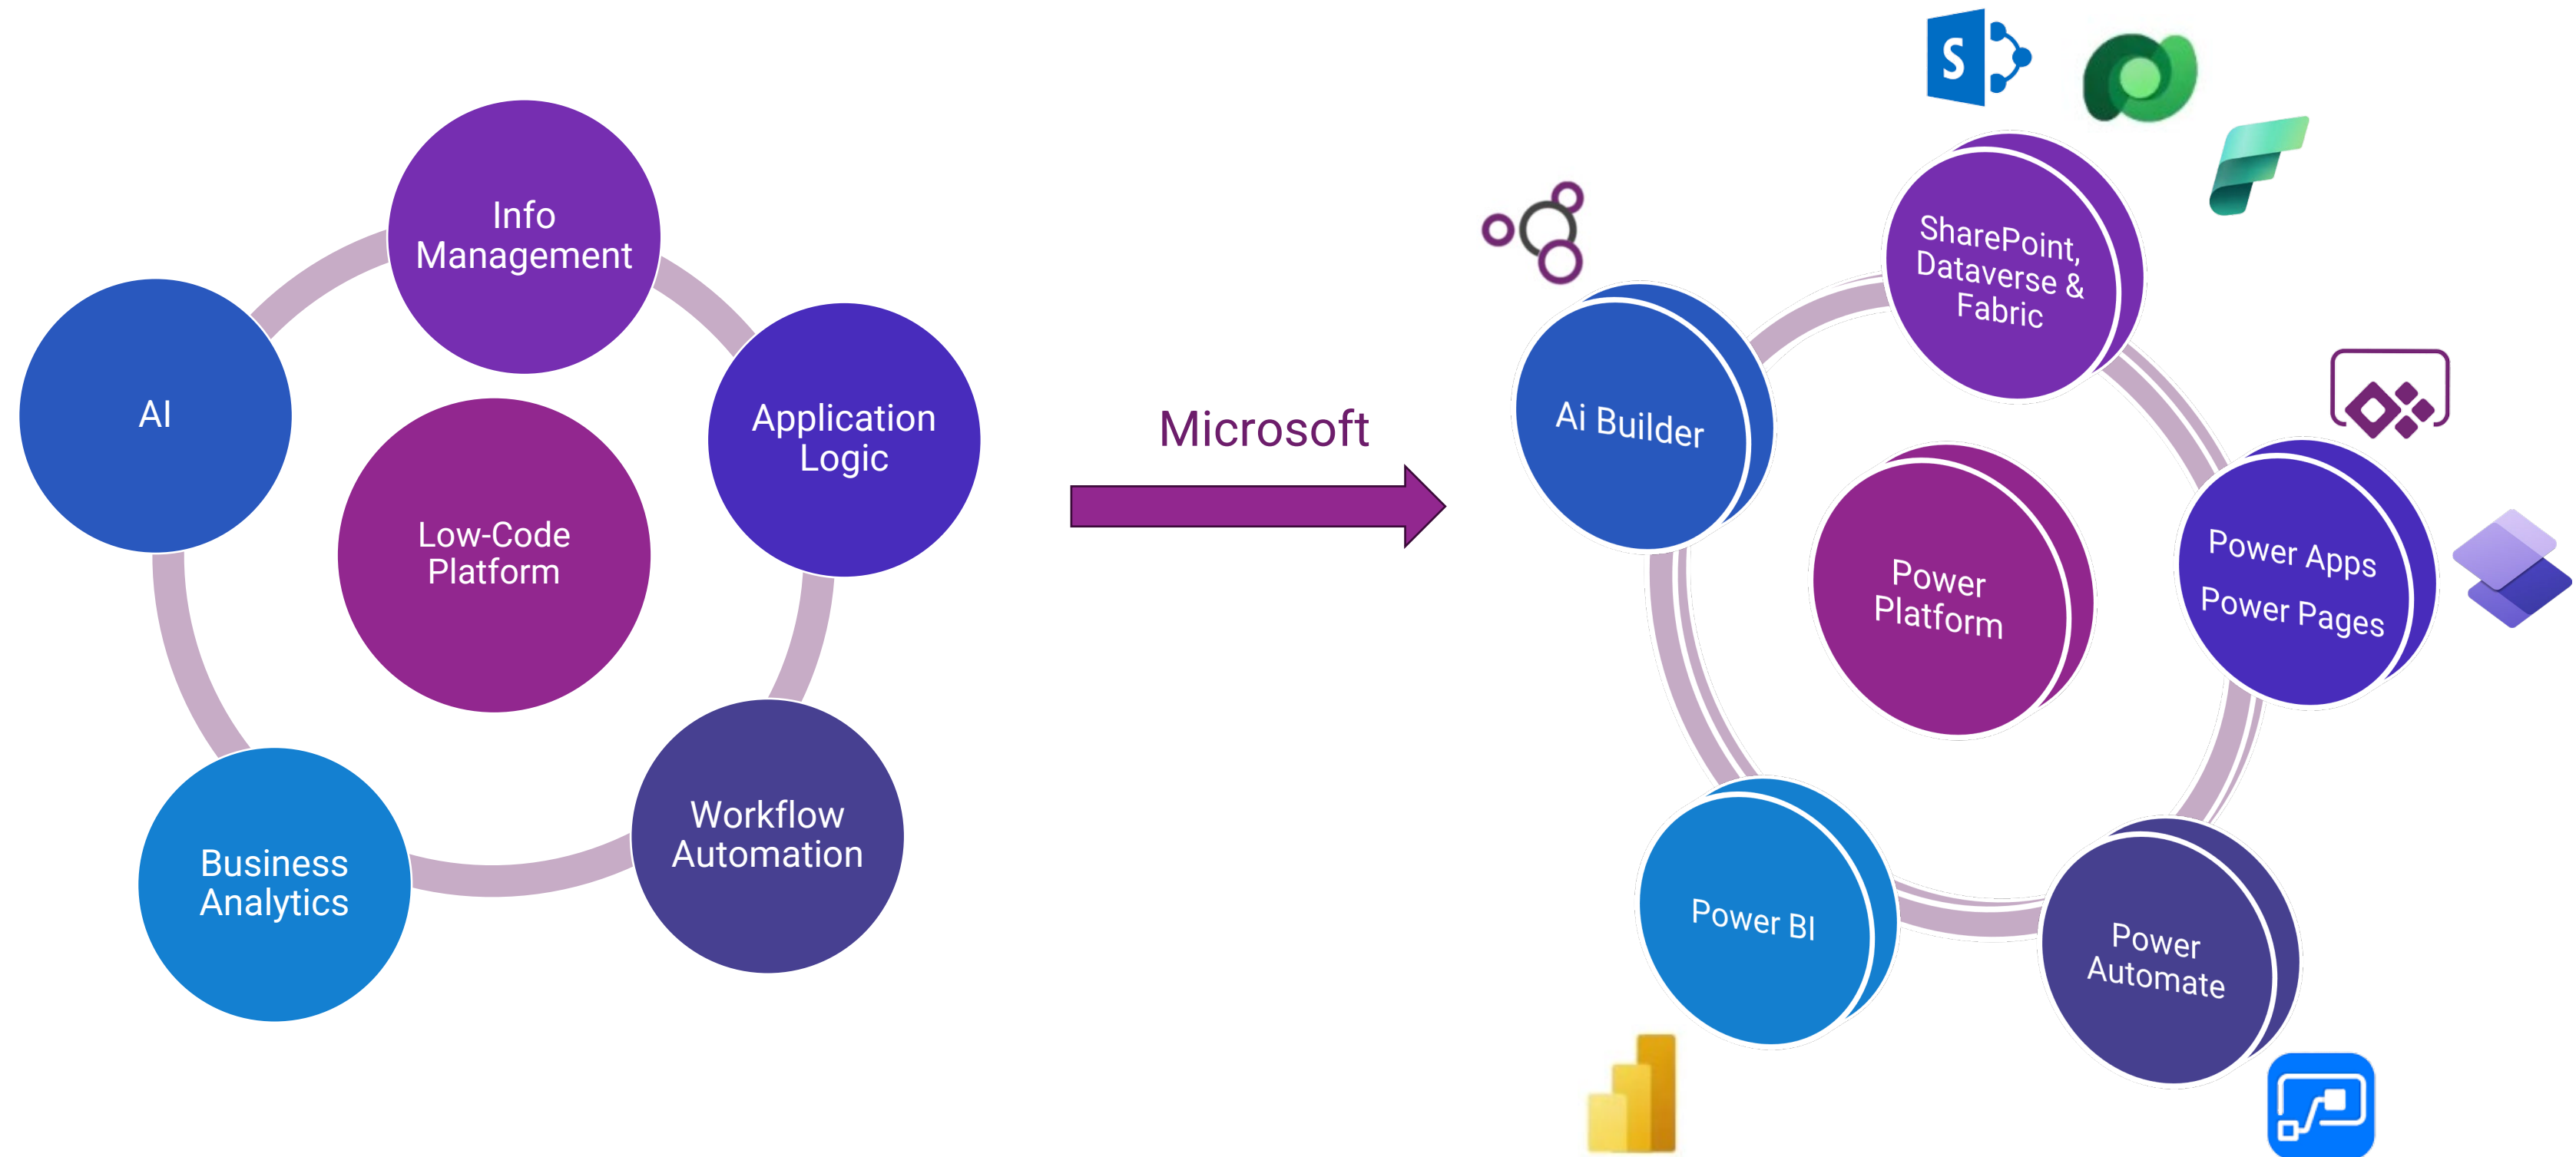 Info
Management
AI
Application
Logic
Low-Code
Platform
Workflow
Automation
Business
Analytics
Microsoft
S
SharePoint,
Dataverse &
Fabric
Ai Builder
Power Apps
Power Pages
Power
Platform
Power BI
Power
Automate